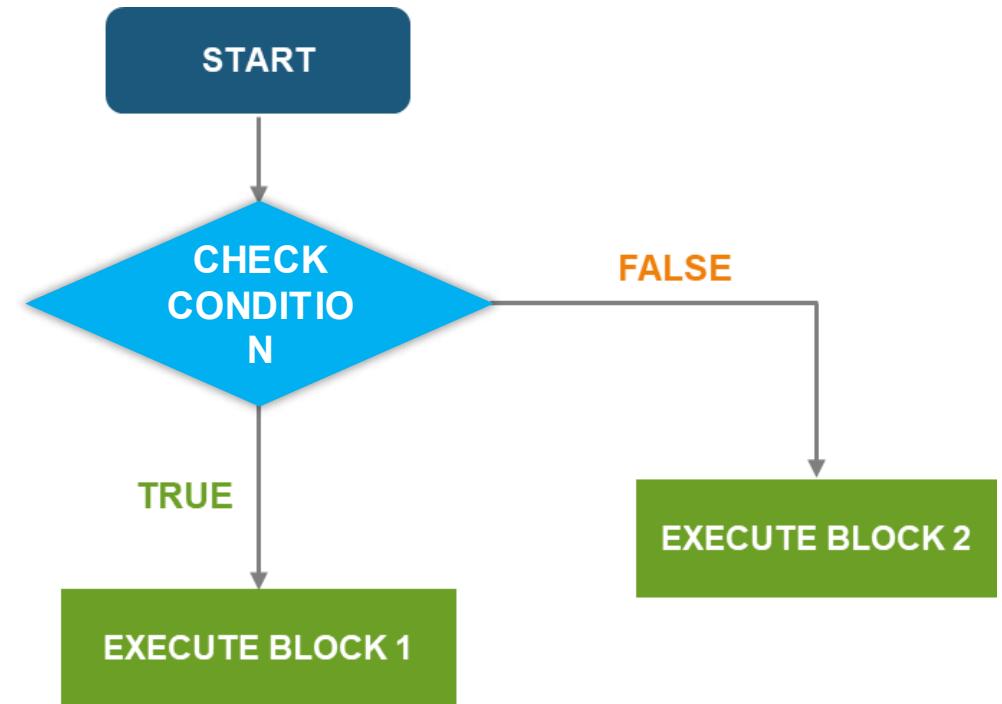 START
CHECK
CONDITIO
N
FALSE
TRUE
EXECUTE BLOCK 2
EXECUTE BLOCK 1